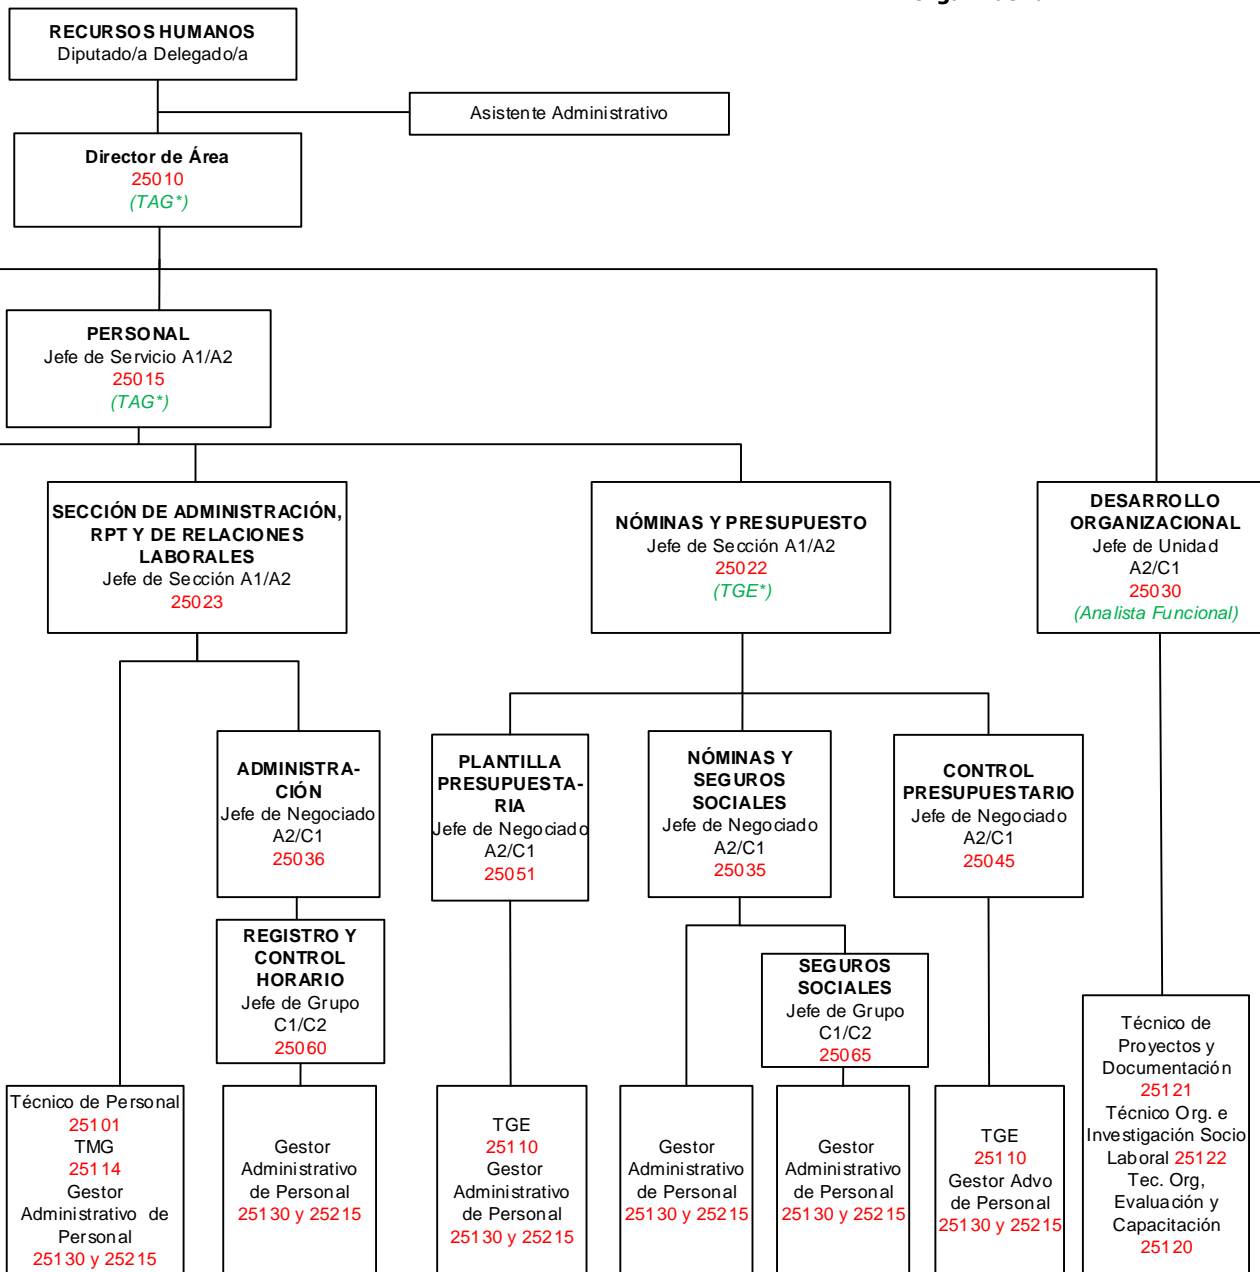 RECURSOS HUMANOS
Diputado/a Delegado/a
Asistente Administrativo
Director de Área
25010
(TAG*)
PERSONAL
Jefe de Servicio A1/A2
25015
(TAG*)
SECCIÓN DE ADMINISTRACIÓN,
RPT Y DE RELACIONES
LABORALES
Jefe de Sección A1/A2
25023
NÓMINAS Y PRESUPUESTO
Jefe de Sección A1/A2
25022
(TGE*)
DESARROLLO
ORGANIZACIONAL
Jefe de Unidad
A2/C1
25030
(Analista Funcional)
ADMINISTRA-
CIÓN
Jefe de Negociado
A2/C1
25036
PLANTILLA
PRESUPUESTA-
RIA
Jefe de Negociado
A2/C1
25051
NÓMINAS Y
SEGUROS
SOCIALES
Jefe de Negociado
A2/C1
25035
CONTROL
PRESUPUESTARIO
Jefe de Negociado
A2/C1
25045
REGISTRO Y
CONTROL
HORARIO
Jefe de Grupo
C1/C2
25060
SEGUROS
SOCIALES
Jefe de Grupo
C1/C2
25065
Técnico de Personal
25101
TMG
25114
Gestor
Administrativo de
Personal
25130 y 25215
Gestor
Administrativo
de Personal
25130 y 25215
TGE
25110
Gestor
Administrativo
de Personal
25130 y 25215
Gestor
Administrativo
de Personal
25130 y 25215
Gestor
Administrativo
de Personal
25130 y 25215
TGE
25110
Gestor Advo
de Personal
25130 y 25215
Técnico de
Proyectos y
Documentación
25121
Técnico Org. e
Investigación Socio
Laboral 25122
Tec. Org,
Evaluación y
Capacitación
25120